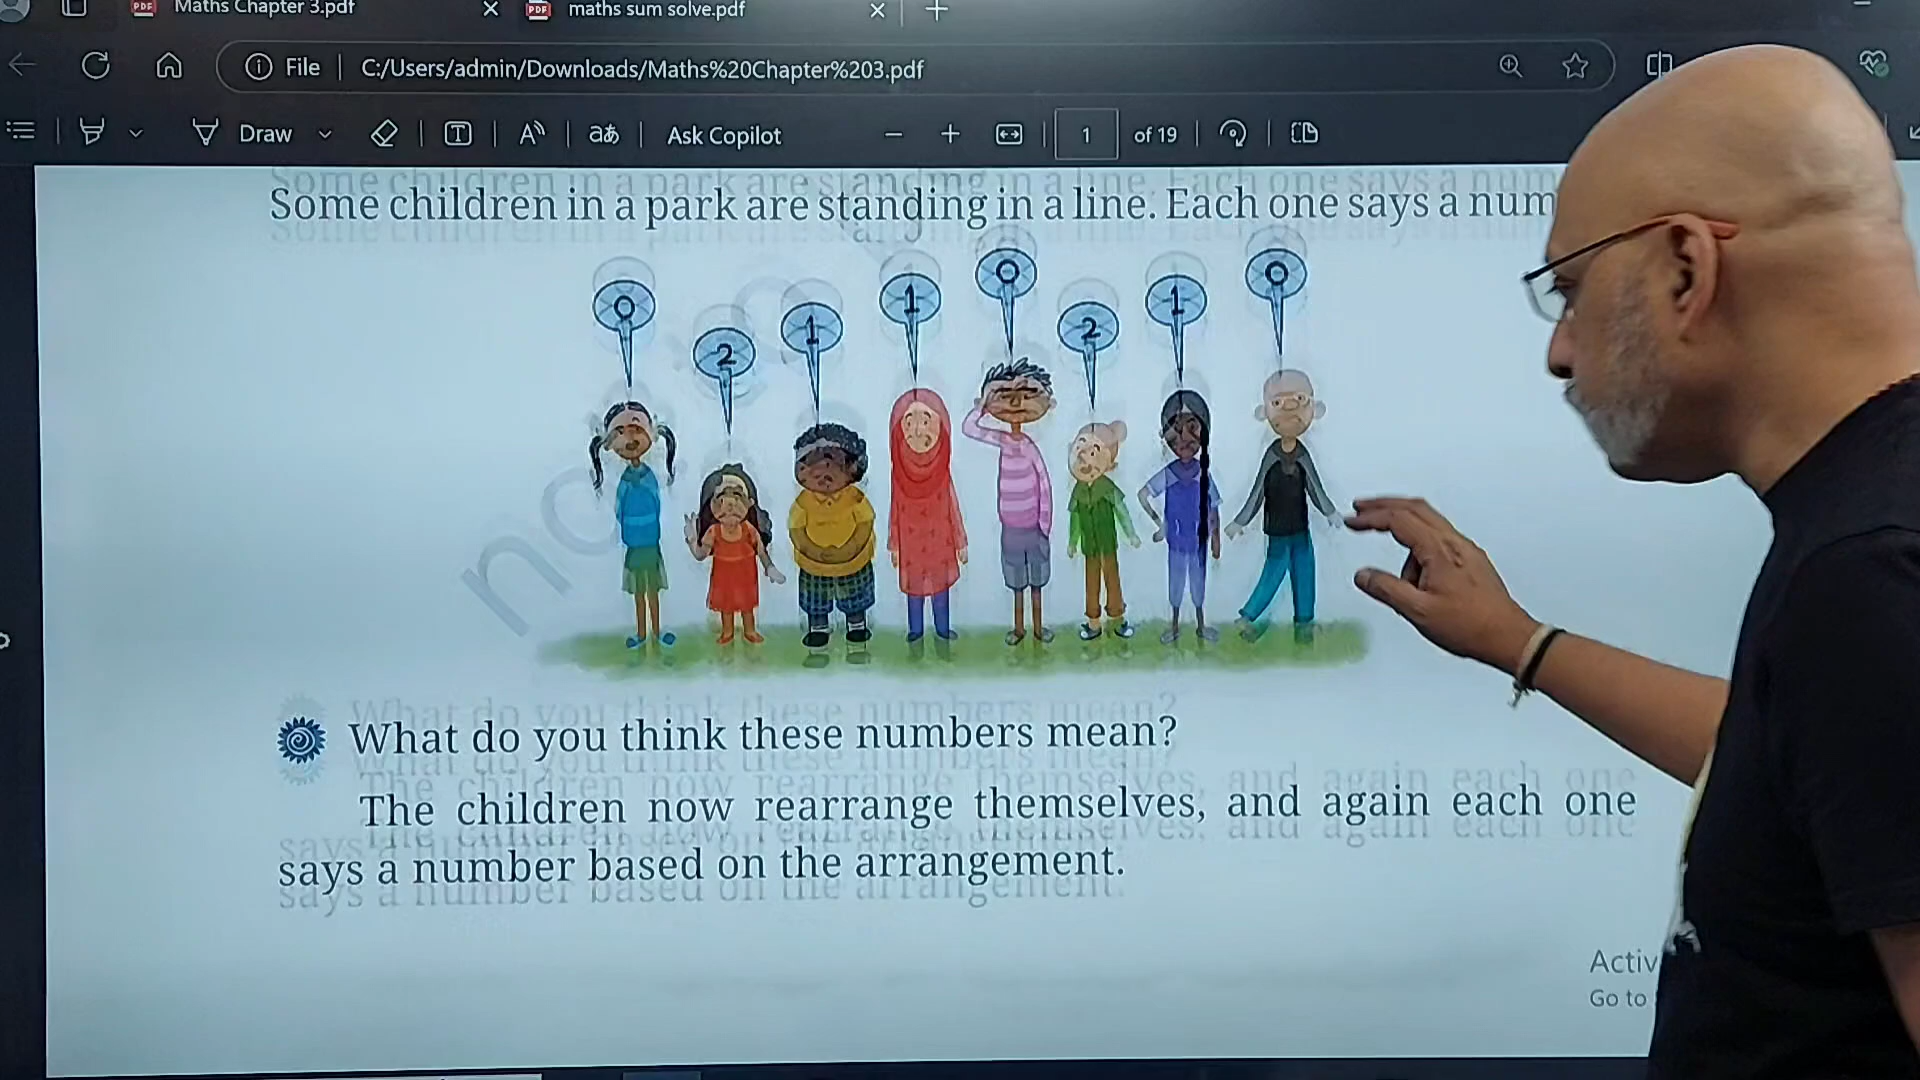 Maths Chapter 3.pdf
maths sum solve.pdf
File
C:/Users/admin/Downloads/Maths%20Chapter%203.pdf
Draw
Ask Copilot
1
of 19
Some children in a park are standing in a line. Each one says a num
0 2 1 1 0 2 1 0
What do you think these numbers mean?
The children now rearrange themselves, and again each one
says a number based on the arrangement.
Activ
Go to